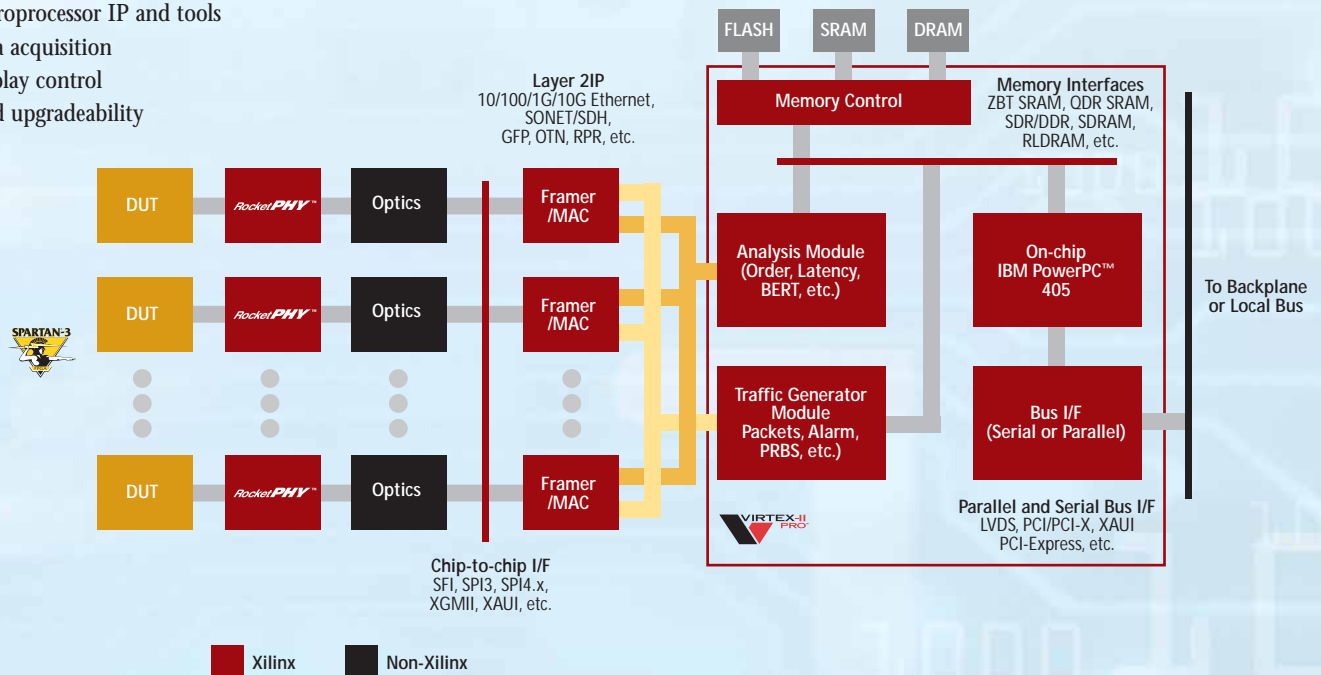 roprocessor IP and tools
acquisition
play control
upgradeability
FLASH
SRAM
DRAM
Layer 2IP
10/100/1G/10G Ethernet,
SONET/SDH,
GFP, OTN, RPR, etc.
Memory Control
Memory Interfaces
ZBT SRAM, QDR SRAM,
SDR/DDR, SDRAM,
RLDRAM, etc.
DUT
RocketPHY™
Optics
Framer
/MAC
Analysis Module
(Order, Latency,
BERT, etc.)
On-chip
IBM PowerPC™
405
To Backplane
or Local Bus
SPARTAN-3
DUT
RocketPHY™
Optics
Framer
/MAC
Traffic Generator
Module
Packets, Alarm,
PRBS, etc.)
Bus I/F
(Serial or Parallel)
DUT
RocketPHY™
Optics
Framer
/MAC
VIRTEX-II
PRO™
Parallel and Serial Bus I/F
LVDS, PCI/PCI-X, XAUI
PCI-Express, etc.
Chip-to-chip I/F
SFI, SPI3, SPI4.x,
XGMII, XAUI, etc.
Xilinx
Non-Xilinx